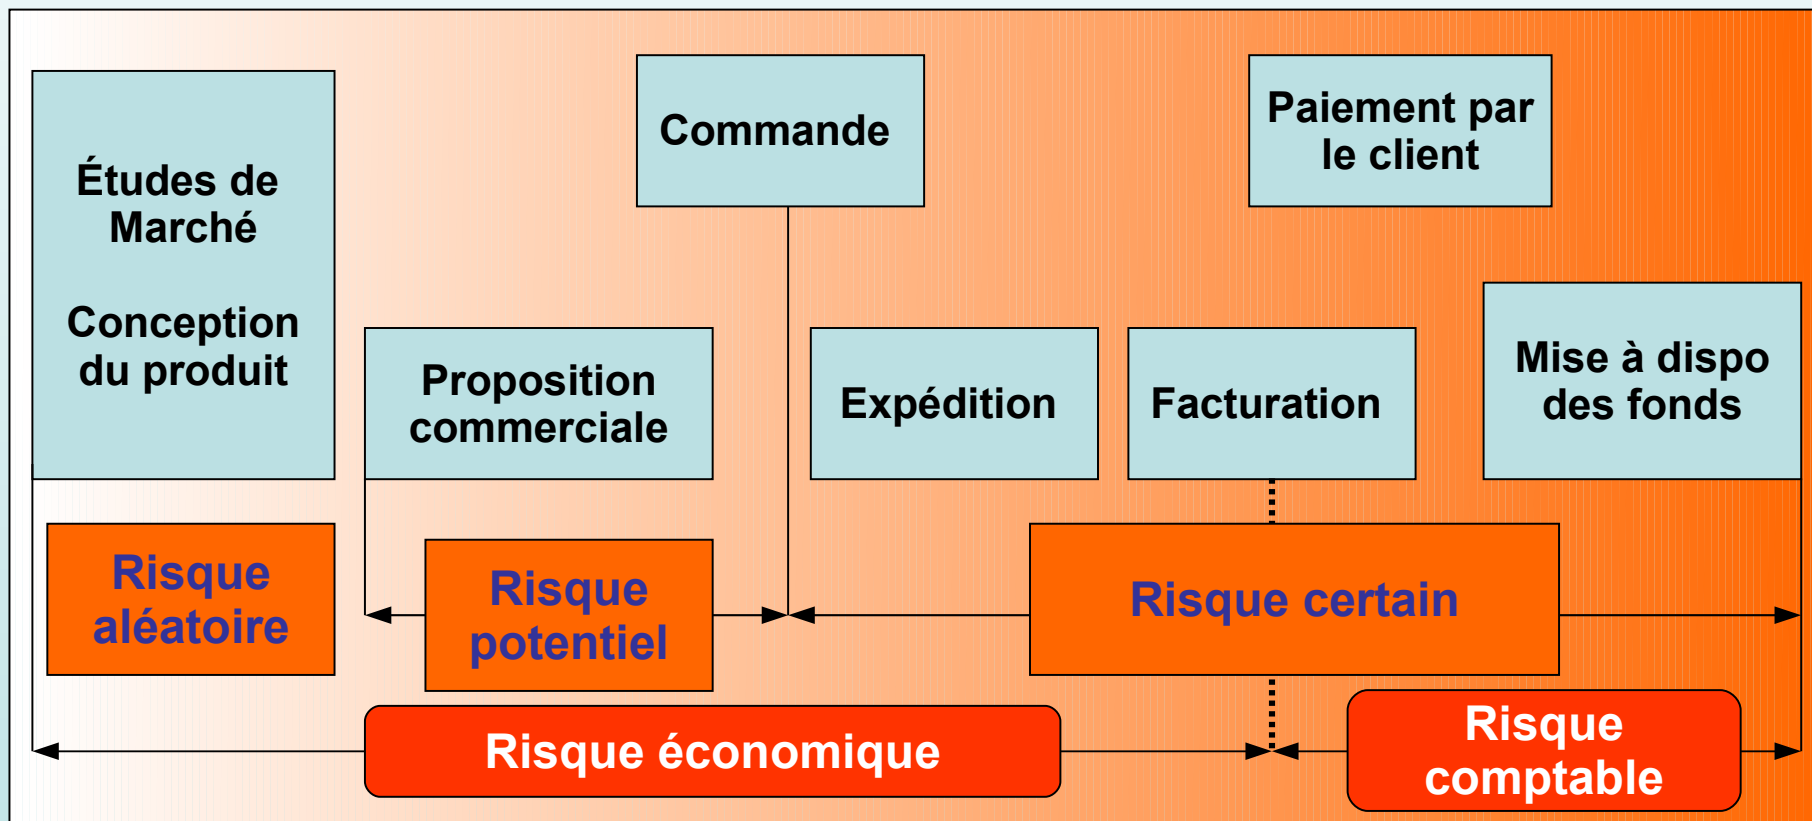 Études de
Marché
Conception
du produit
Commande
Paiement par
le client
Proposition
commerciale
Expédition
Facturation
Mise à dispo
des fonds
Risque
aléatoire
Risque
potentiel
Risque certain
Risque économique
Risque
comptable